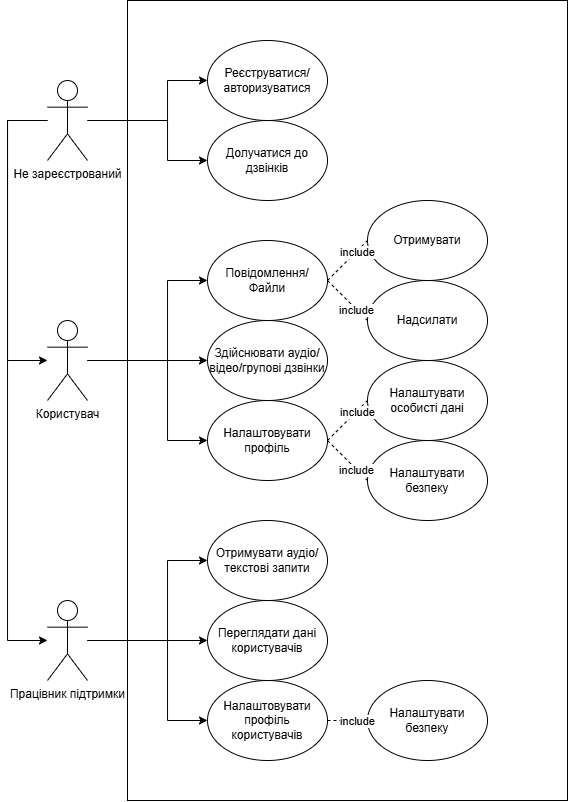 Реєструватися/
авторизуватися
Не зареєстрований
Долучатися до
дзвінків
Повідомлення/
Файли
include
Отримувати
include
Надсилати
Користувач
Здійснювати аудіо/
відео/групові дзвінки
Налаштовувати
профіль
include
Налаштувати
особисті дані
include
Налаштувати
безпеку
Отримувати аудіо/
текстові запити
Працівник підтримки
Переглядати дані
користувачів
Налаштовувати
профіль
користувачів
include
Налаштувати
безпеку